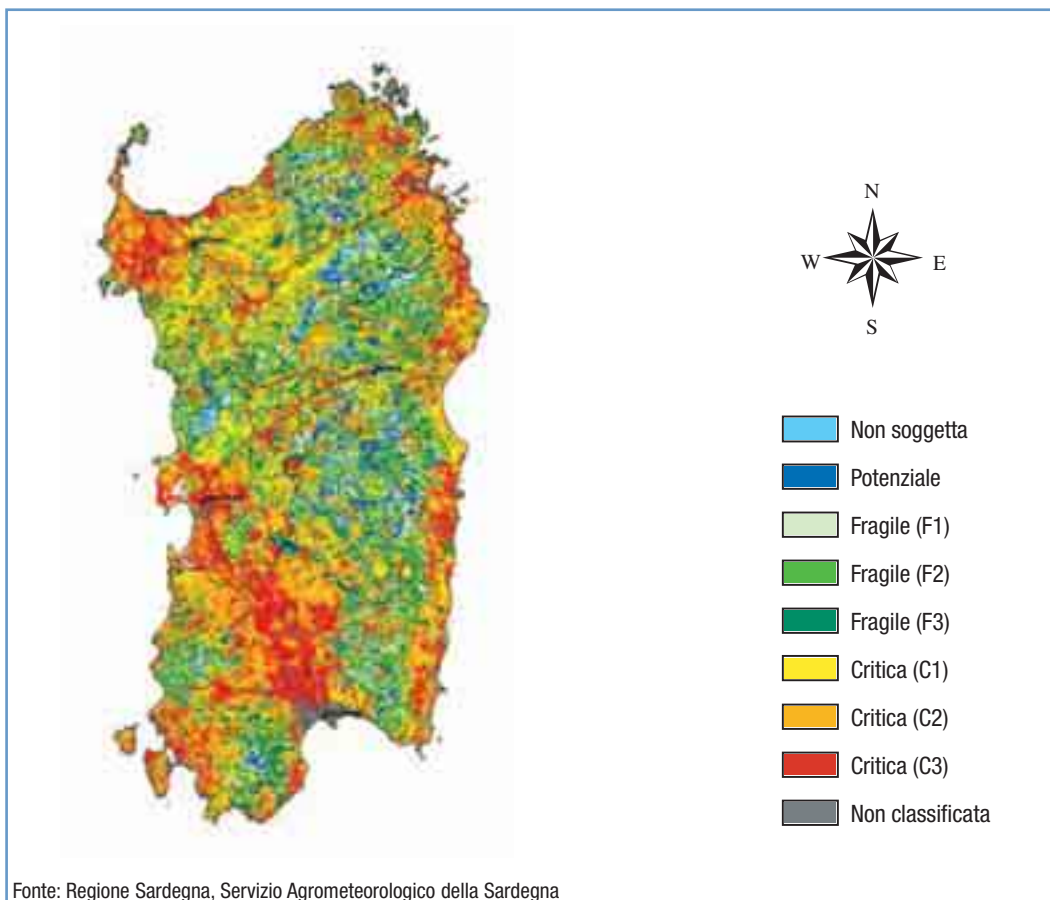 N
W E
S
Non soggetta
Potenziale
Fragile (F1)
Fragile (F2)
Fragile (F3)
Critica (C1)
Critica (C2)
Critica (C3)
Non classificata
Fonte: Regione Sardegna, Servizio Agrometeorologico della Sardegna